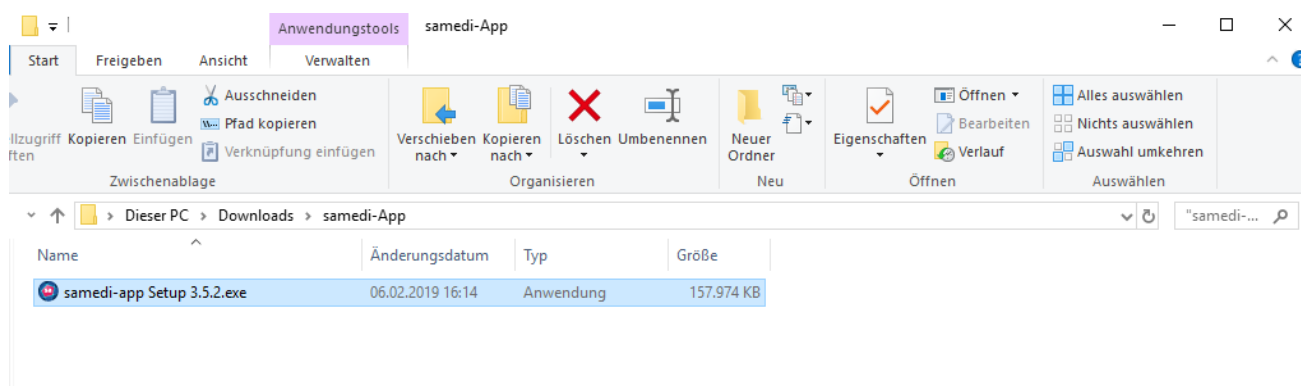 Anwendungstools samedi-App
Start Freigeben Ansicht Verwalten
Ausschneiden
Pfad kopieren
Verknüpfung einfügen
llzugriff Kopieren Einfügen
ften
Verschieben Kopieren Löschen Umbenennen
nach nach
Neuer
Ordner
Eigenschaften
Öffnen
Bearbeiten
Verlauf
Alles auswählen
Nichts auswählen
Auswahl umkehren
Zwischenablage Organisieren Neu Öffnen Auswählen
Dieser PC > Downloads > samedi-App "samedi-...
Name Änderungsdatum Typ Größe
samedi-app Setup 3.5.2.exe 06.02.2019 16:14 Anwendung 157.974 KB